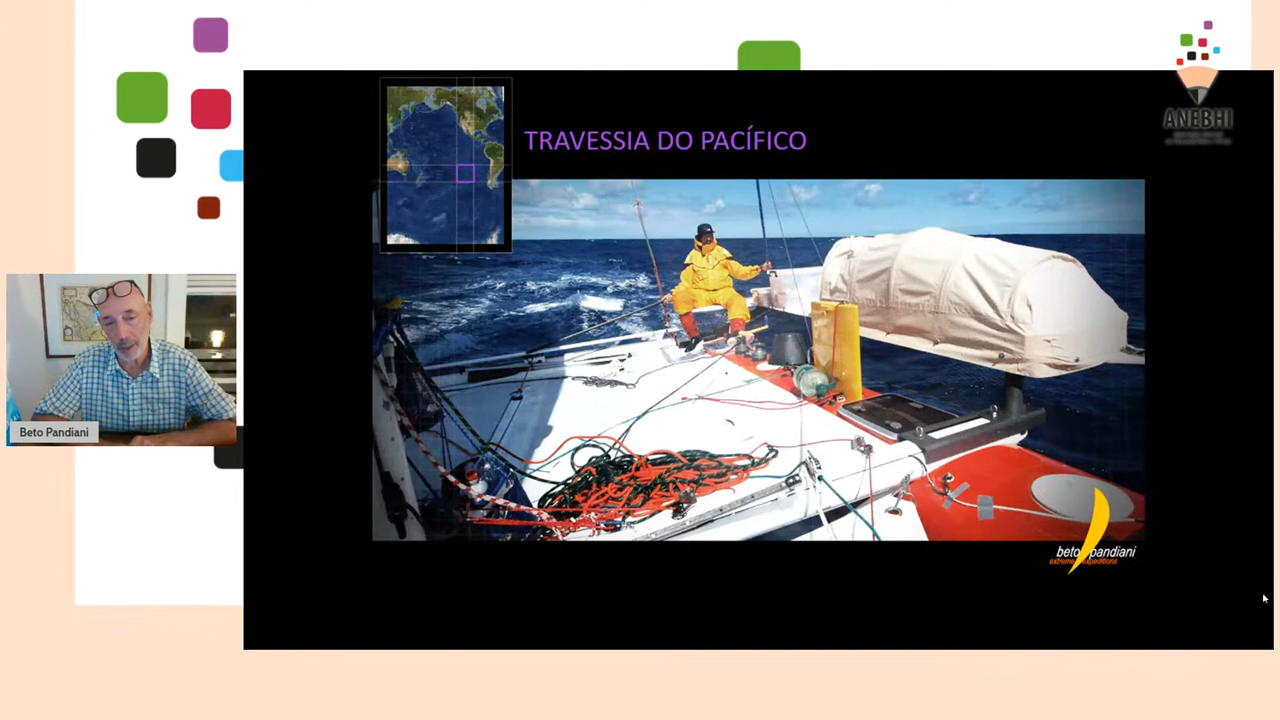 ANEBHI
TRAVESSIA DO PACÍFICO
Beto Pandiani
beto pandiani
extreme expeditions